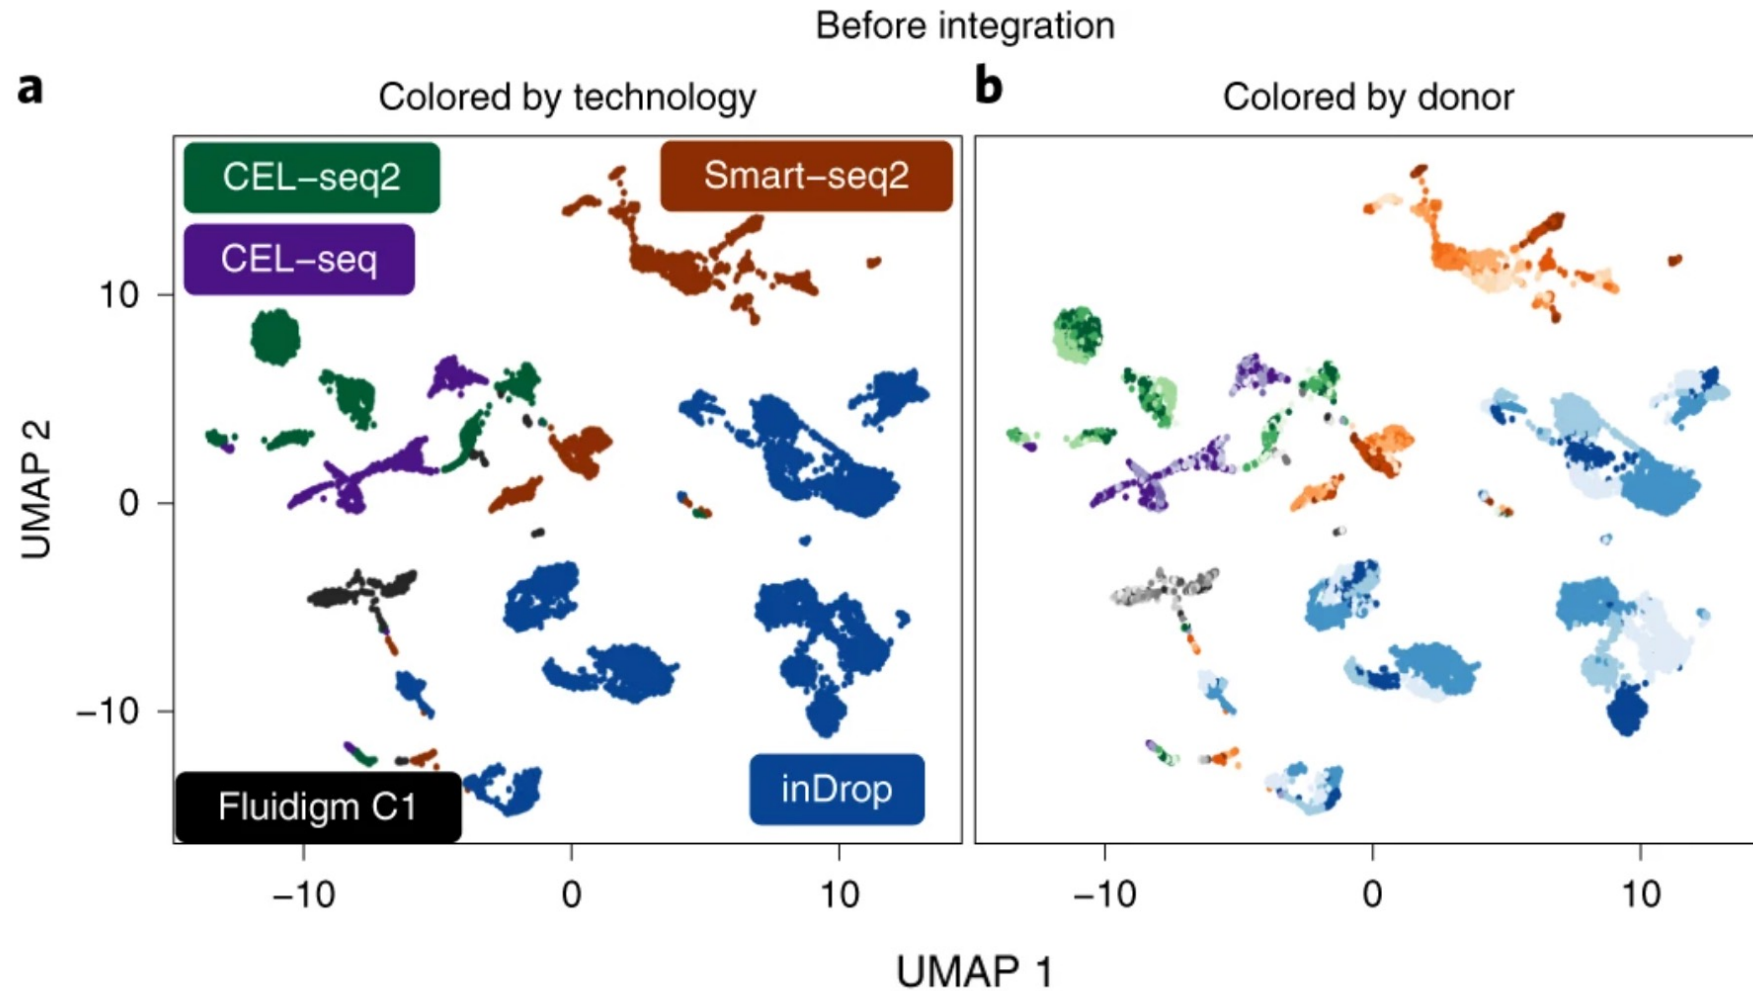 Before integration
a
Colored by technology
b
Colored by donor
CEL–seq2
Smart–seq2
CEL–seq
Fluidigm C1
inDrop
10
0
−10
UMAP 2
−10
0
10
−10
0
10
UMAP 1